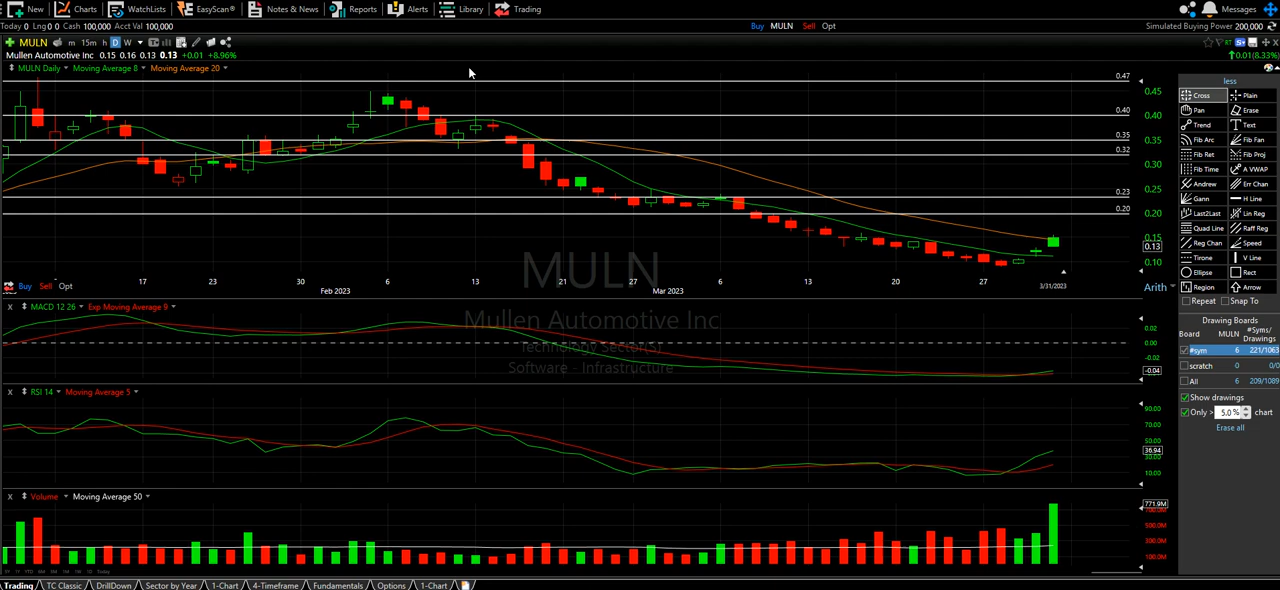 New Charts WatchLists EasyScan® Notes & News Reports Alerts Library Trading Messages
Today 0 Lng 0 0 Cash 100,000 Acct Val 100,000 Buy MULN Sell Opt Simulated Buying Power 200,000
MULN m 15m h D W RT
Mullen Automotive Inc 0.15 0.16 0.13 0.13 +0.01 +8.96% ↑0.01(8.33%)
MULN Daily Moving Average 8 Moving Average 20
less
0.47
0.45
0.40 0.40
0.35 0.35
0.32
0.30
0.25
0.23
0.20 0.20
0.15
0.13
0.10
Cross Plain
Pan Erase
Trend Text
Fib Arc Fib Fan
Fib Ret Fib Proj
Fib Time A VWAP
Andrew Err Chan
Gann H Line
Last2Last Lin Reg
Quad Line Raff Reg
Reg Chan Speed
Tirone V Line
Ellipse Rect
Region Arrow
Repeat Snap To
MULN
17 23 30 6 13 21 27 6 13 20 27
Buy Sell Opt Feb 2023 Mar 2023 3/31/2023 Arith
Mullen Automotive Inc
Technology Sector(S)
Software - Infrastructure
MACD 12 26 Exp Moving Average 9
0.02
0.00
-0.02
-0.04
Drawing Boards
Board MULN #Syms/
Drawings
#sym 6 221/1063
scratch 0 0/0
All 6 209/1089
Show drawings
Only > 5.0 % chart
Erase all
RSI 14 Moving Average 5
90.00
70.00
50.00
36.94
30.00
10.00
Volume Moving Average 50
771.9M
700.0M
500.0M
300.0M
100.0M
Trading TC Classic DrillDown Sector by Year 1-Chart 4-Timeframe Fundamentals Options 1-Chart